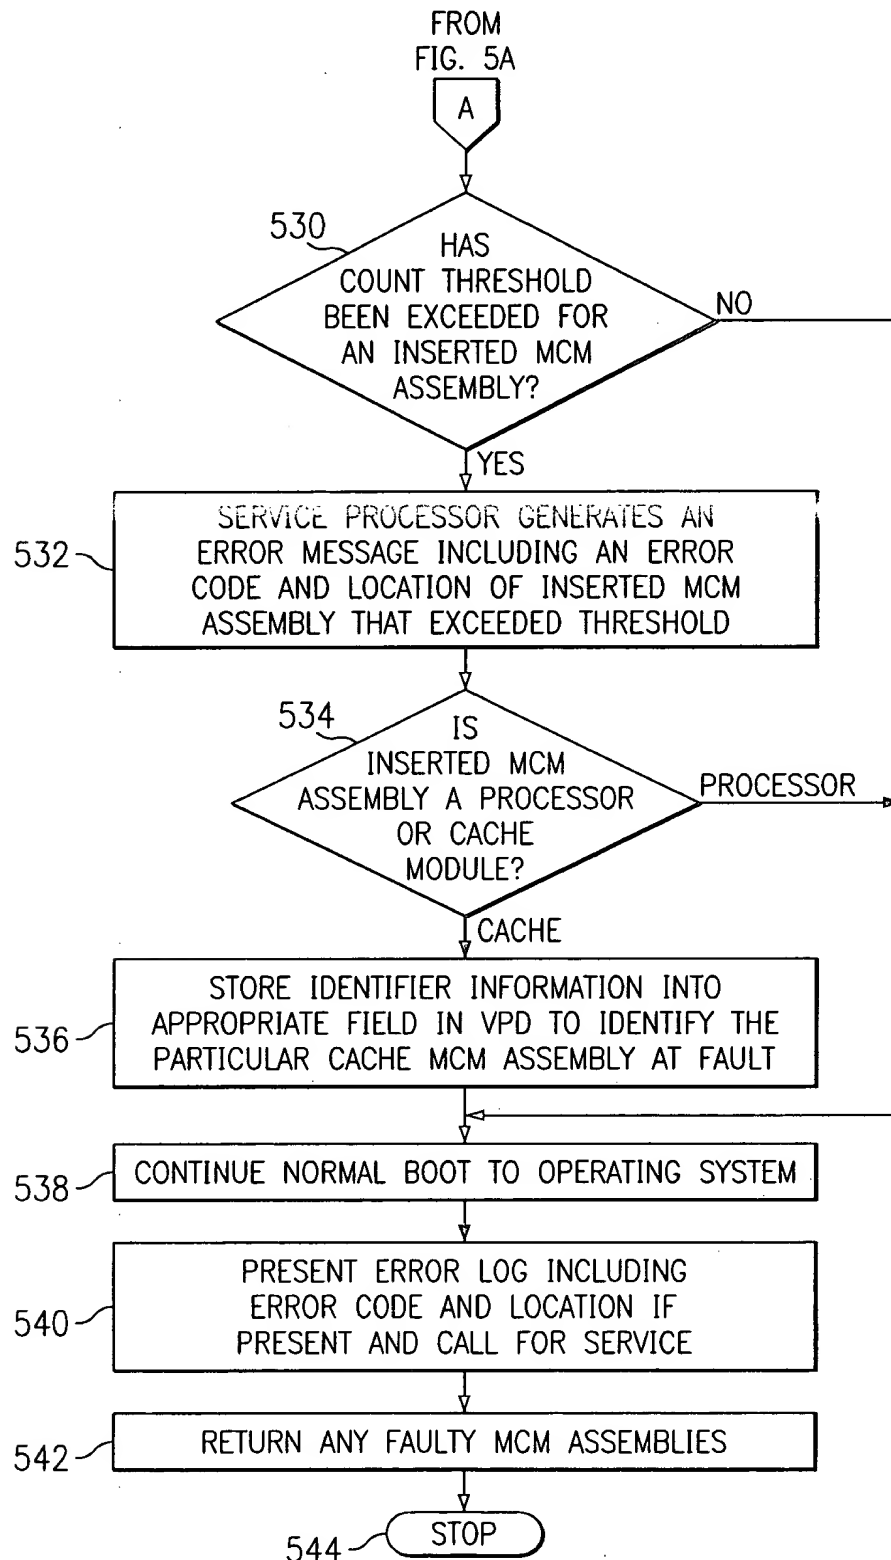 FROM
FIG. 5A
A
530
HAS
COUNT THRESHOLD
BEEN EXCEEDED FOR
AN INSERTED MCM
ASSEMBLY?
NO
YES
532
SERVICE PROCESSOR GENERATES AN
ERROR MESSAGE INCLUDING AN ERROR
CODE AND LOCATION OF INSERTED MCM
ASSEMBLY THAT EXCEEDED THRESHOLD
534
IS
INSERTED MCM
ASSEMBLY A PROCESSOR
OR CACHE
MODULE?
PROCESSOR
CACHE
536
STORE IDENTIFIER INFORMATION INTO
APPROPRIATE FIELD IN VPD TO IDENTIFY THE
PARTICULAR CACHE MCM ASSEMBLY AT FAULT
538
CONTINUE NORMAL BOOT TO OPERATING SYSTEM
540
PRESENT ERROR LOG INCLUDING
ERROR CODE AND LOCATION IF
PRESENT AND CALL FOR SERVICE
542
RETURN ANY FAULTY MCM ASSEMBLIES
544
STOP